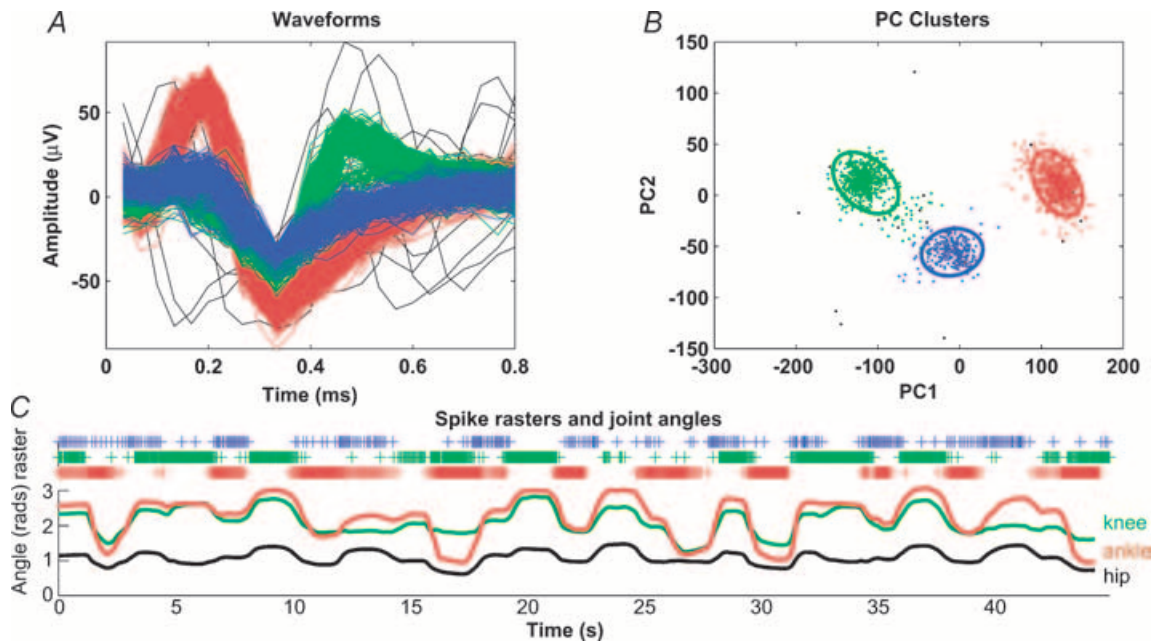 A
Waveforms
Amplitude (µV)
50
0
-50
0
0.2
0.4
0.6
0.8
Time (ms)
B
PC Clusters
PC2
150
100
50
0
-50
-100
-150
-300
-200
-100
0
100
200
PC1
C
Spike rasters and joint angles
Angle (rads) raster
3
2
1
0
knee
ankle
hip
0
5
10
15
20
25
30
35
40
Time (s)